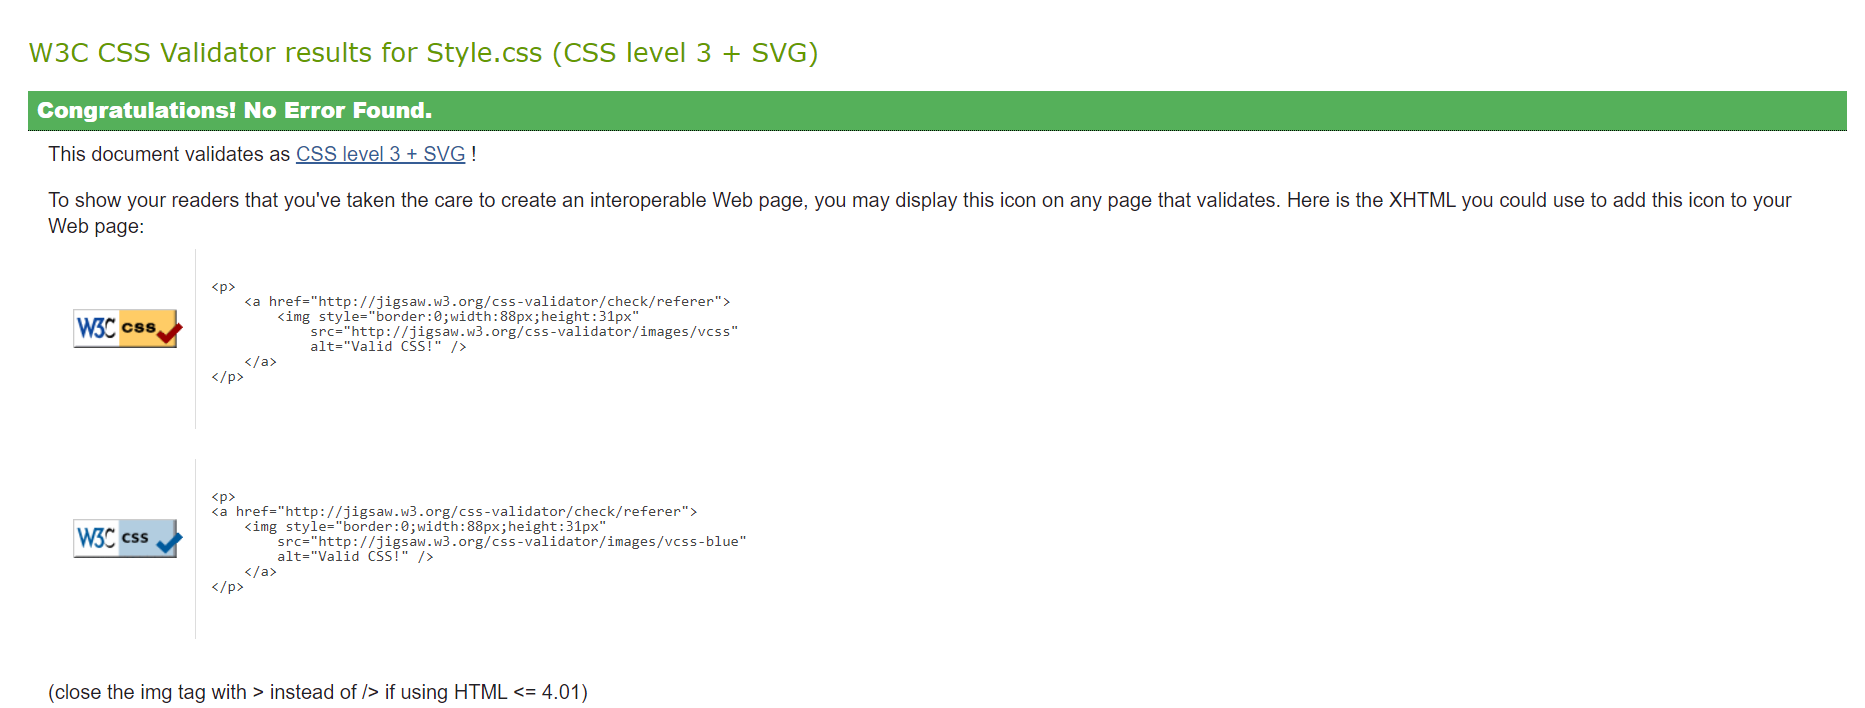 W3C CSS Validator results for Style.css (CSS level 3 + SVG)
Congratulations! No Error Found.
This document validates as CSS level 3 + SVG !
To show your readers that you've taken the care to create an interoperable Web page, you may display this icon on any page that validates. Here is the XHTML you could use to add this icon to your
Web page:
W3C css
<p>
    <a href="http://jigsaw.w3.org/css-validator/check/referer">
        <img style="border:0;width:88px;height:31px"
            src="http://jigsaw.w3.org/css-validator/images/vcss"
            alt="Valid CSS!" />
    </a>
</p>
W3C css
<p>
<a href="http://jigsaw.w3.org/css-validator/check/referer">
    <img style="border:0;width:88px;height:31px"
        src="http://jigsaw.w3.org/css-validator/images/vcss-blue"
        alt="Valid CSS!" />
    </a>
</p>
(close the img tag with > instead of /> if using HTML <= 4.01)